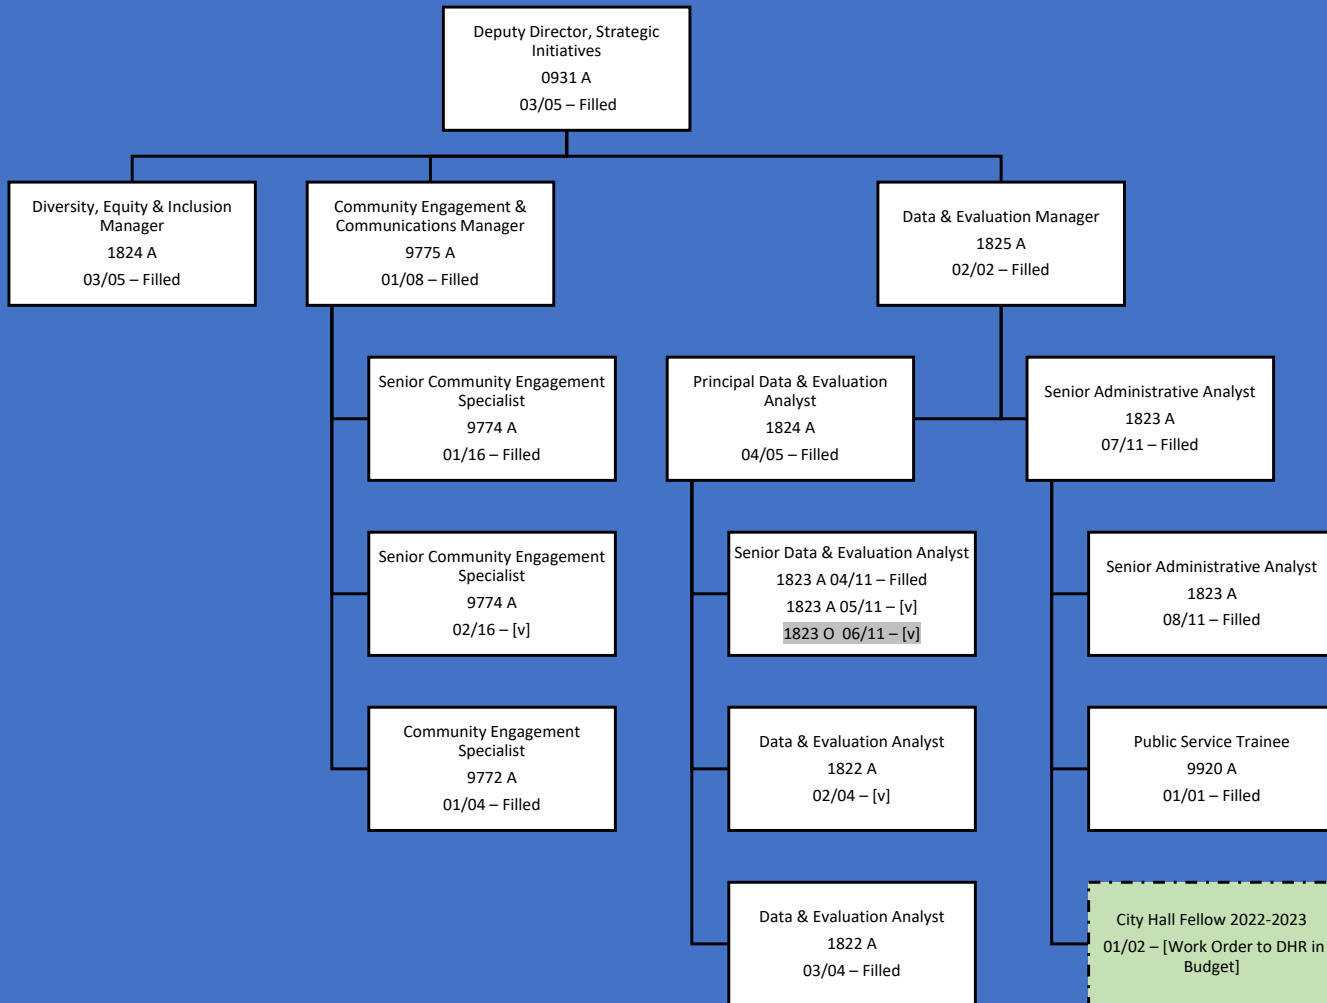 Deputy Director, Strategic
Initiatives
0931 A
03/05 – Filled
Diversity, Equity & Inclusion
Manager
1824 A
03/05 – Filled
Community Engagement &
Communications Manager
9775 A
01/08 – Filled
Data & Evaluation Manager
1825 A
02/02 – Filled
Senior Community Engagement
Specialist
9774 A
01/16 – Filled
Principal Data & Evaluation
Analyst
1824 A
04/05 – Filled
Senior Administrative Analyst
1823 A
07/11 – Filled
Senior Community Engagement
Specialist
9774 A
02/16 – [v]
Senior Data & Evaluation Analyst
1823 A 04/11 – Filled
1823 A 05/11 – [v]
1823 O  06/11 – [v]
Senior Administrative Analyst
1823 A
08/11 – Filled
Community Engagement
Specialist
9772 A
01/04 – Filled
Data & Evaluation Analyst
1822 A
02/04 – [v]
Public Service Trainee
9920 A
01/01 – Filled
Data & Evaluation Analyst
1822 A
03/04 – Filled
City Hall Fellow 2022-2023
01/02 – [Work Order to DHR in
Budget]